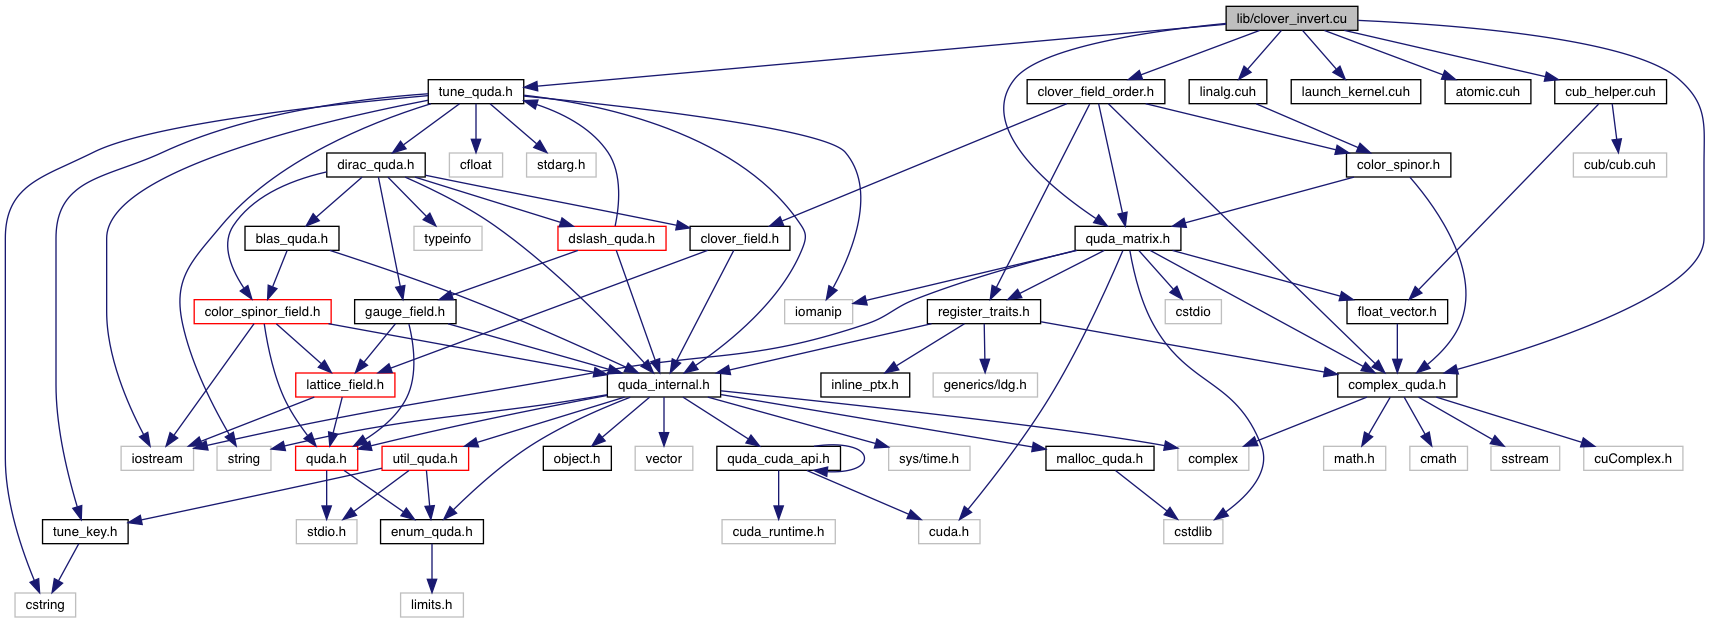 lib/clover_invert.cu
tune_quda.h
clover_field_order.h
linalg.cuh
launch_kernel.cuh
atomic.cuh
cub_helper.cuh
dirac_quda.h
cfloat
stdarg.h
color_spinor.h
cub/cub.cuh
blas_quda.h
typeinfo
dslash_quda.h
clover_field.h
quda_matrix.h
color_spinor_field.h
gauge_field.h
iomanip
register_traits.h
cstdio
float_vector.h
lattice_field.h
quda_internal.h
inline_ptx.h
generics/ldg.h
complex_quda.h
iostream
string
quda.h
util_quda.h
object.h
vector
quda_cuda_api.h
sys/time.h
malloc_quda.h
complex
math.h
cmath
sstream
cuComplex.h
tune_key.h
stdio.h
enum_quda.h
cuda_runtime.h
cuda.h
cstdlib
cstring
limits.h